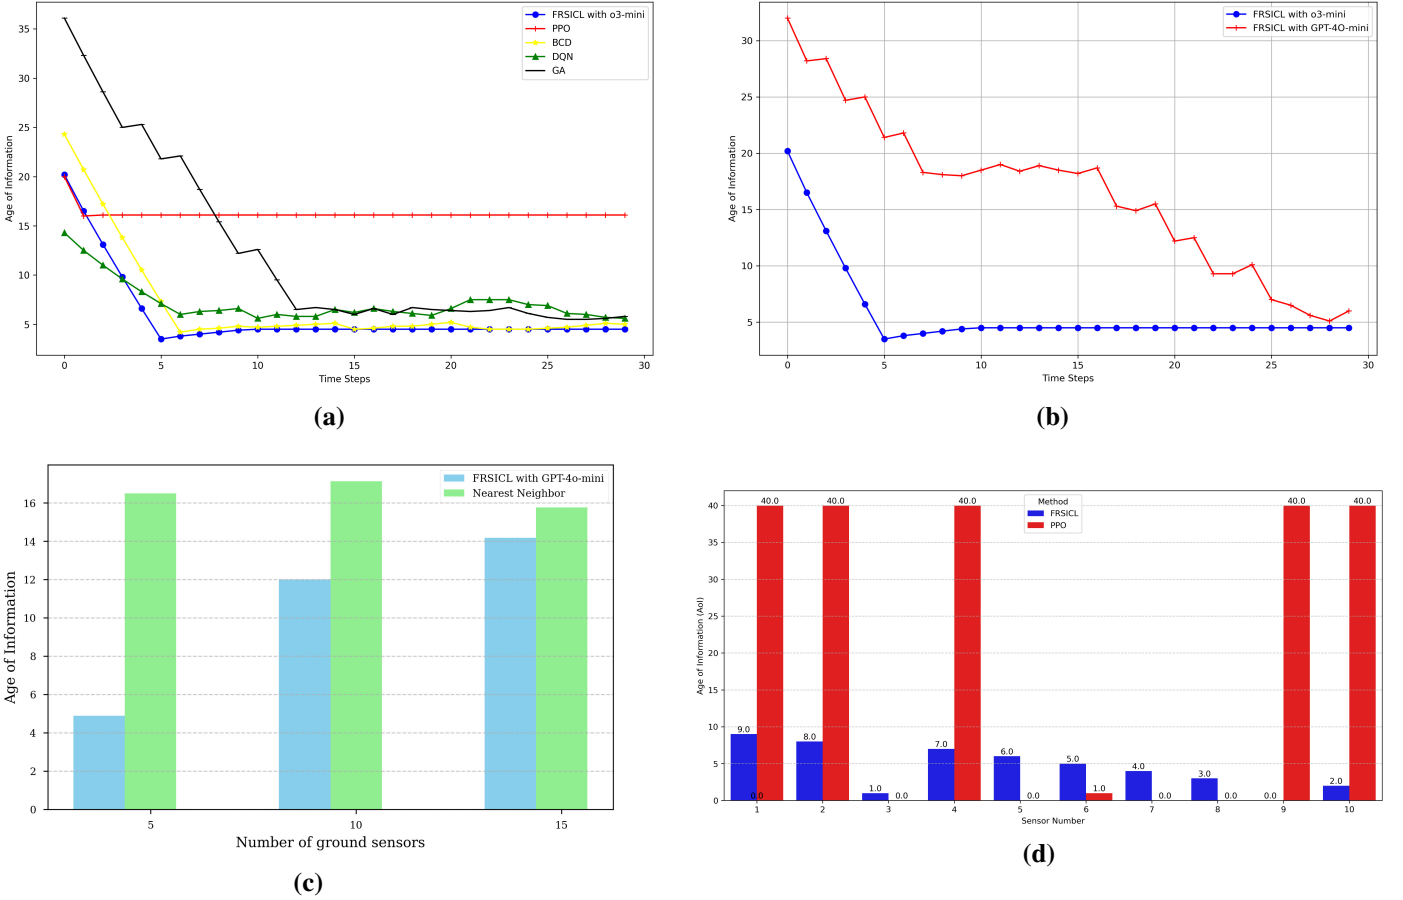 FRSICL with o3-mini
PPO
BCD
DQN
GA
35
30
25
20
15
10
5
Age of Information
0 5 10 15 20 25 30
Time Steps
(a)
FRSICL with o3-mini
FRSICL with GPT-4O-mini
30
25
20
15
10
5
Age of Information
0 5 10 15 20 25 30
Time Steps
(b)
FRSICL with GPT-4o-mini
Nearest Neighbor
16
14
12
10
8
6
4
2
0
Age of Information
5 10 15
Number of ground sensors
(c)
Method
FRSICL
PPO
40
35
30
25
20
15
10
5
0
Age of Information (AoI)
40.0 40.0 40.0 40.0 40.0
9.0 8.0 1.0 7.0 6.0 5.0 4.0 3.0 0.0 2.0
0.0 0.0 0.0 1.0 0.0 0.0
1 2 3 4 5 6 7 8 9 10
Sensor Number
(d)